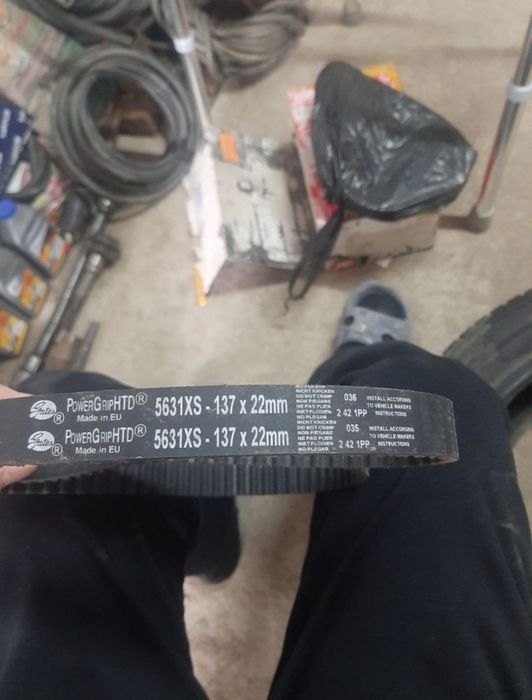 Gates® POWERGRIPHTD® 5631XS - 137 x 22mm
Made in EU
NO PLEGAR
NICHT KNICKEN
DO NOT CRIMP
NON PIEGARE
NE PAS PLIER
NIET PLOOIEN
NO PLEGAR
036
2 42 1PP
INSTALL ACCORDING
TO VEHICLE MAKERS
INSTRUCTIONS
Gates® POWERGRIPHTD® 5631XS - 137 x 22mm
Made in EU
NICHT KNICKEN
DO NOT CRIMP
NON PIEGARE
NE PAS PLIER
NIET PLOOIEN
NO PLEGAR
035
2 42 1PP
INSTALL ACCORDING
TO VEHICLE MAKERS
INSTRUCTIONS